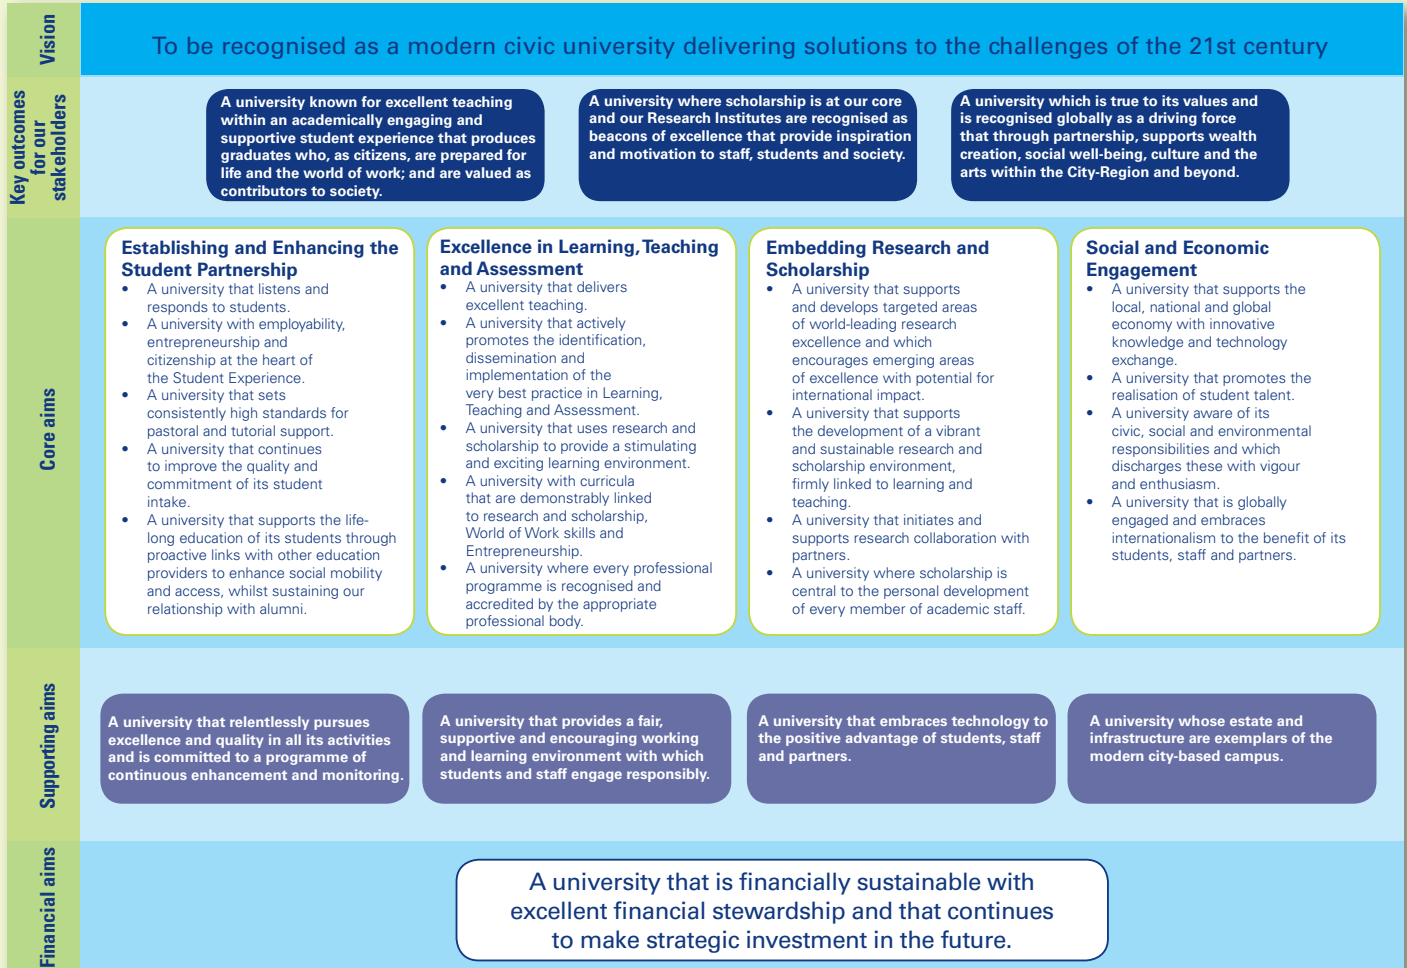 Vision
To be recognised as a modern civic university delivering solutions to the challenges of the 21st century
Key outcomes
for our
stakeholders
A university known for excellent teaching
within an academically engaging and
supportive student experience that produces
graduates who, as citizens, are prepared for
life and the world of work; and are valued as
contributors to society.
A university where scholarship is at our core
and our Research Institutes are recognised as
beacons of excellence that provide inspiration
and motivation to staff, students and society.
A university which is true to its values and
is recognised globally as a driving force
that through partnership, supports wealth
creation, social well-being, culture and the
arts within the City-Region and beyond.
Core aims
Establishing and Enhancing the
Student Partnership
• A university that listens and
responds to students.
• A university with employability,
entrepreneurship and
citizenship at the heart of
the Student Experience.
• A university that sets
consistently high standards for
pastoral and tutorial support.
• A university that continues
to improve the quality and
commitment of its student
intake.
• A university that supports the life-
long education of its students through
proactive links with other education
providers to enhance social mobility
and access, whilst sustaining our
relationship with alumni.
Excellence in Learning, Teaching
and Assessment
• A university that delivers
excellent teaching.
• A university that actively
promotes the identification,
dissemination and
implementation of the
very best practice in Learning,
Teaching and Assessment.
• A university that uses research and
scholarship to provide a stimulating
and exciting learning environment.
• A university with curricula
that are demonstrably linked
to research and scholarship,
World of Work skills and
Entrepreneurship.
• A university where every professional
programme is recognised and
accredited by the appropriate
professional body.
Embedding Research and
Scholarship
• A university that supports
and develops targeted areas
of world-leading research
excellence and which
encourages emerging areas
of excellence with potential for
international impact.
• A university that supports
the development of a vibrant
and sustainable research and
scholarship environment,
firmly linked to learning and
teaching.
• A university that initiates and
supports research collaboration with
partners.
• A university where scholarship is
central to the personal development
of every member of academic staff.
Social and Economic
Engagement
• A university that supports the
local, national and global
economy with innovative
knowledge and technology
exchange.
• A university that promotes the
realisation of student talent.
• A university aware of its
civic, social and environmental
responsibilities and which
discharges these with vigour
and enthusiasm.
• A university that is globally
engaged and embraces
internationalism to the benefit of its
students, staff and partners.
Supporting aims
A university that relentlessly pursues
excellence and quality in all its activities
and is committed to a programme of
continuous enhancement and monitoring.
A university that provides a fair,
supportive and encouraging working
and learning environment with which
students and staff engage responsibly.
A university that embraces technology to
the positive advantage of students, staff
and partners.
A university whose estate and
infrastructure are exemplars of the
modern city-based campus.
Financial aims
A university that is financially sustainable with
excellent financial stewardship and that continues
to make strategic investment in the future.